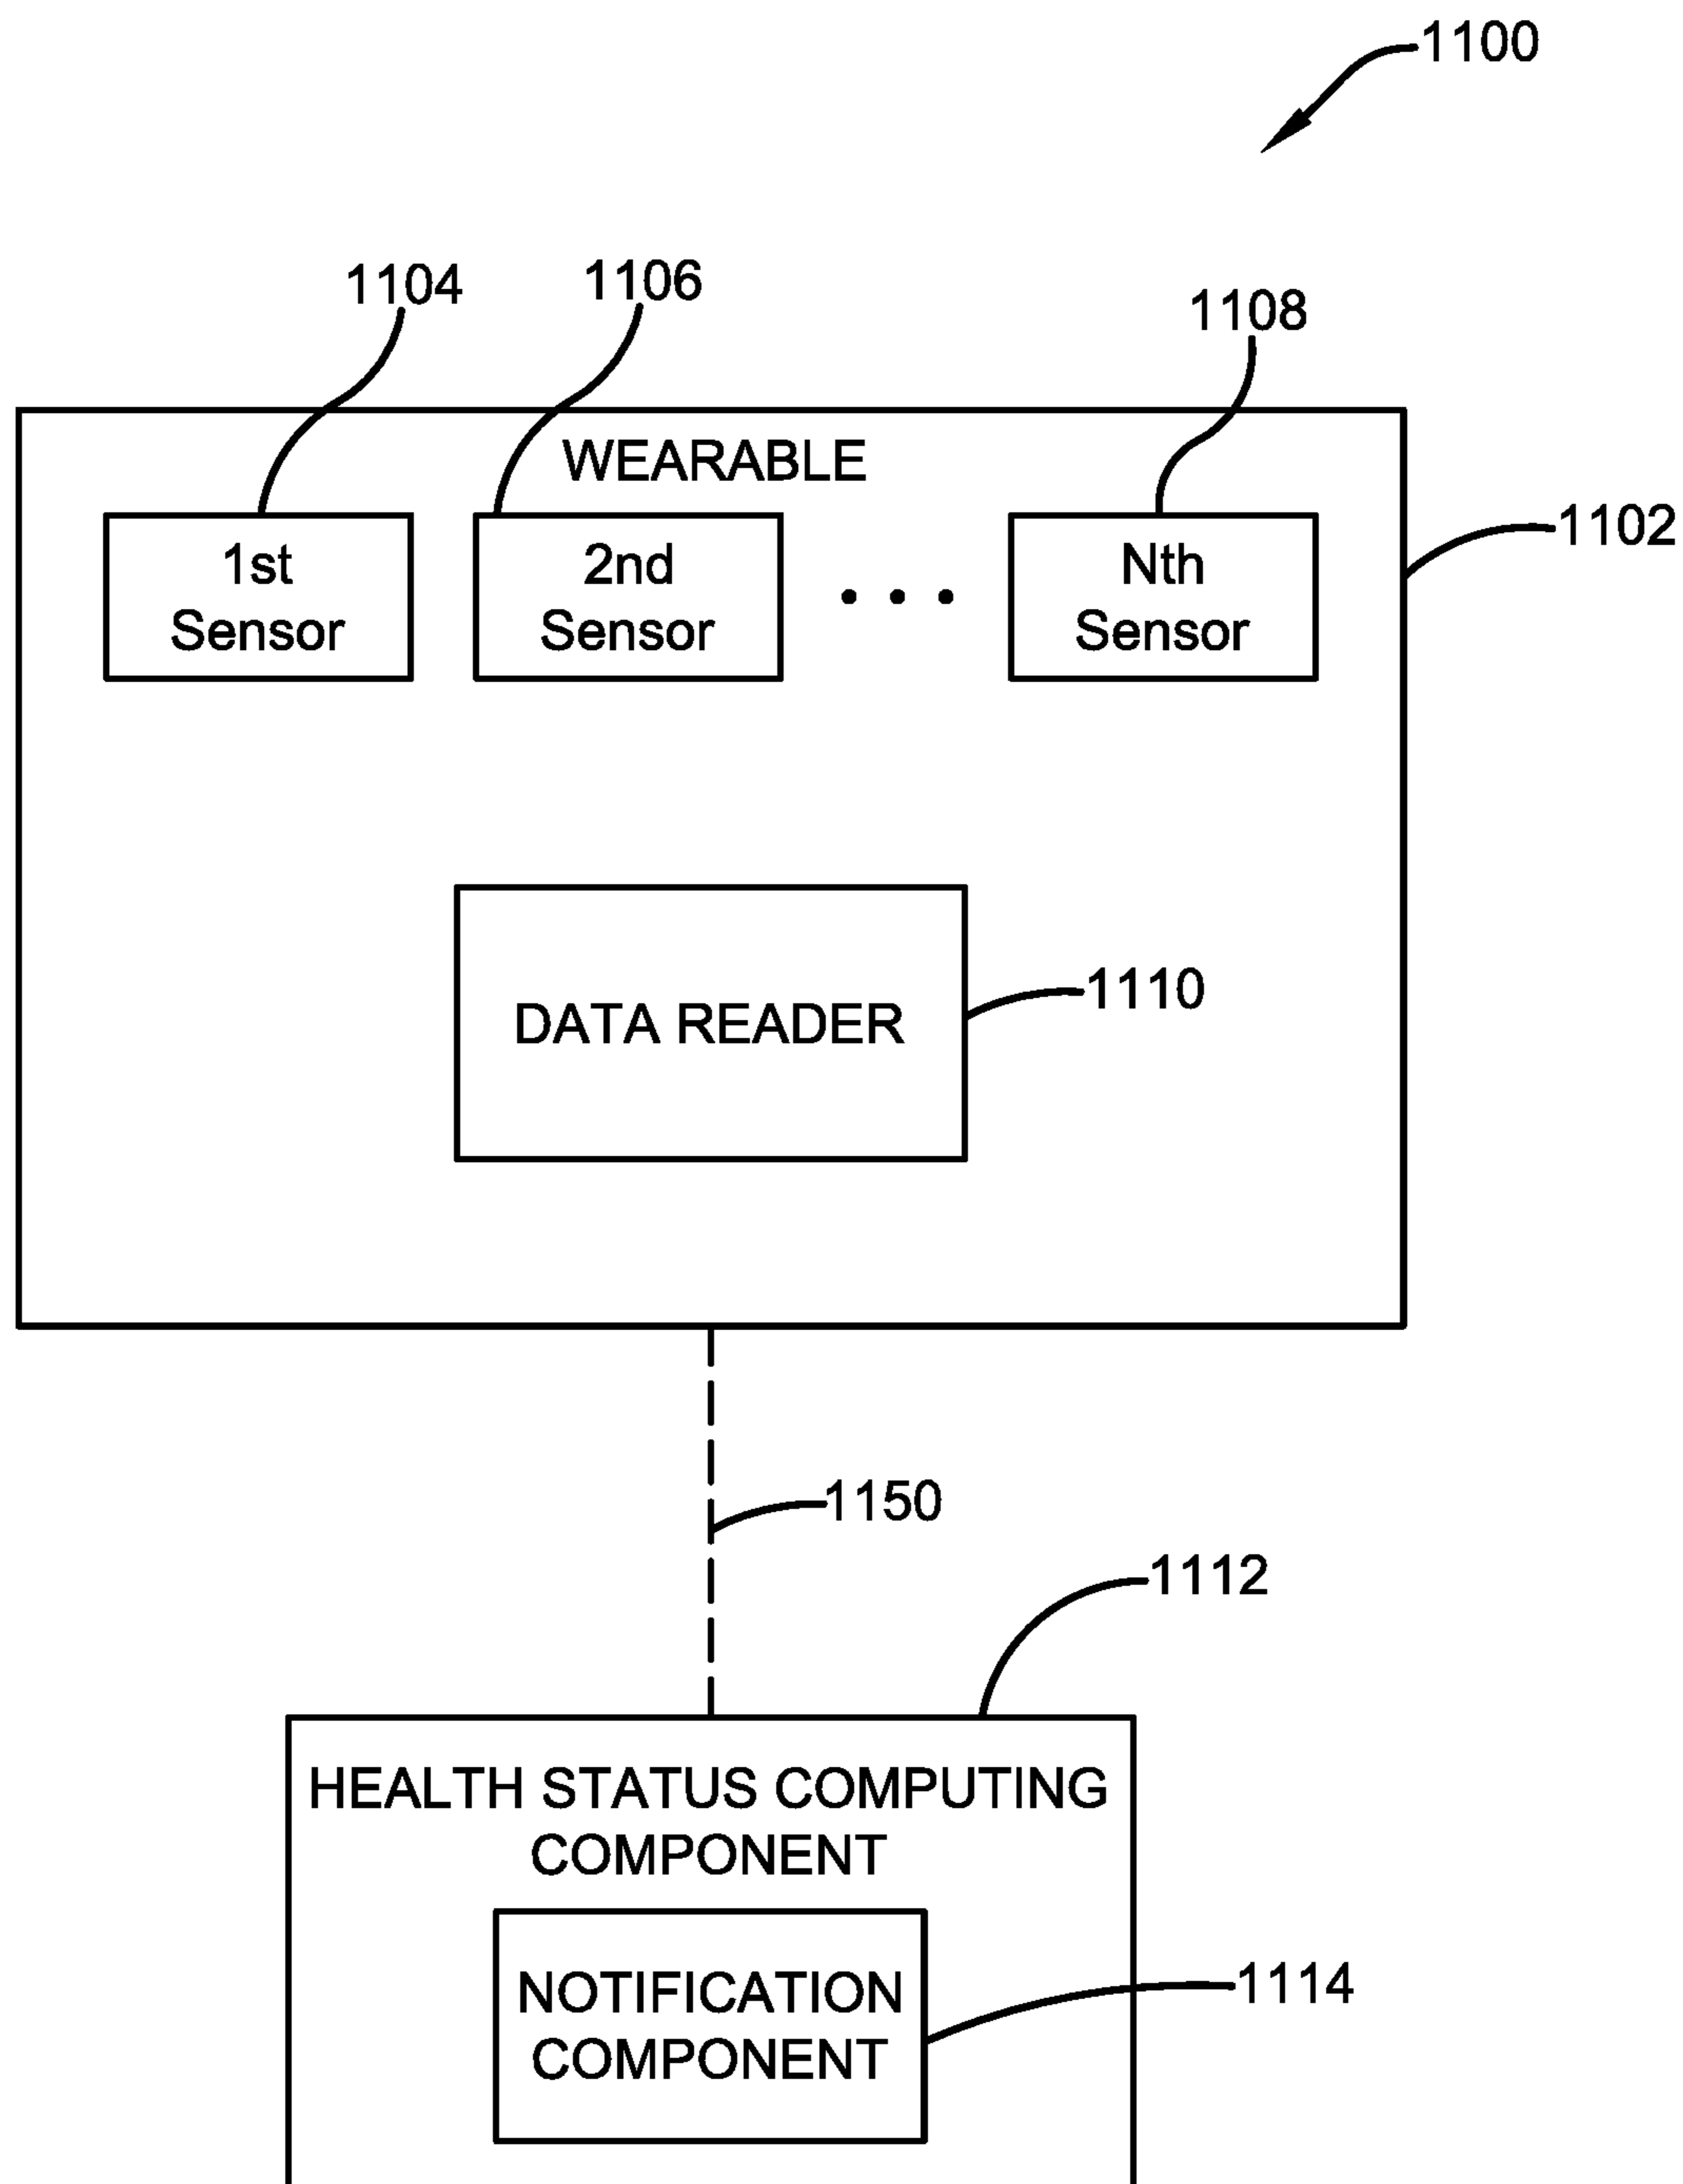 1100
1104
1106
1108
WEARABLE
1102
1st
Sensor
2nd
Sensor
Nth
Sensor
DATA READER
1110
1150
1112
HEALTH STATUS COMPUTING
COMPONENT
NOTIFICATION
COMPONENT
1114